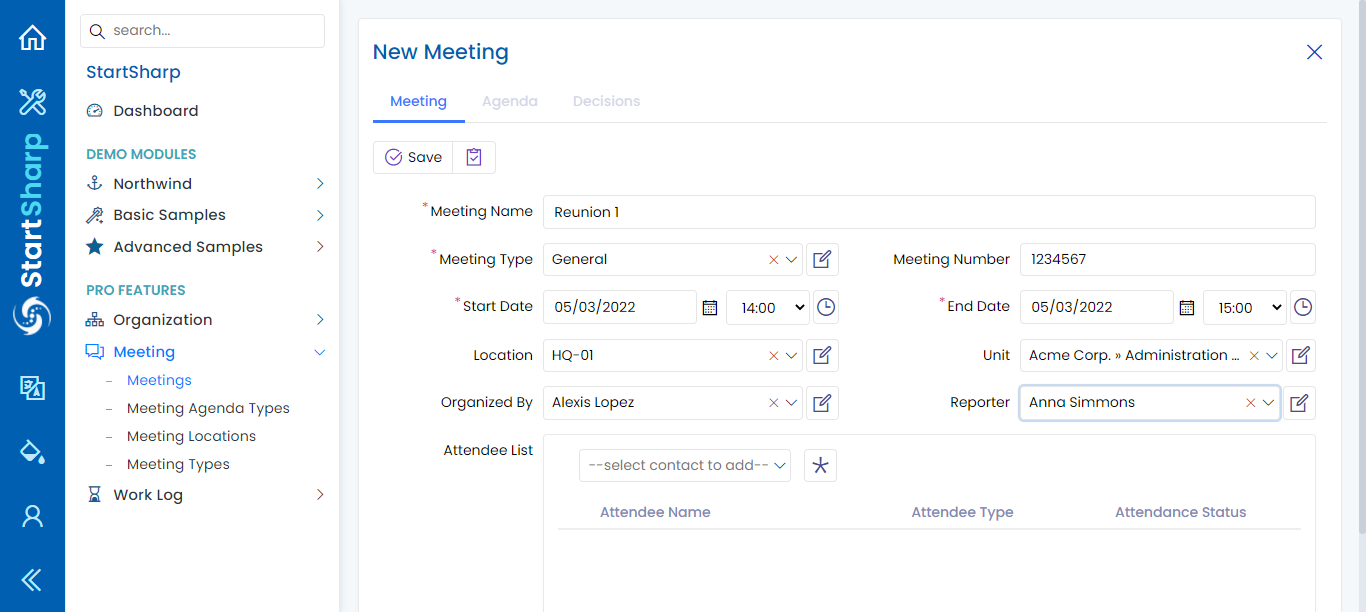 search...
StartSharp
StartSharp
Dashboard
DEMO MODULES
Northwind
Basic Samples
Advanced Samples
PRO FEATURES
Organization
Meeting
Meetings
Meeting Agenda Types
Meeting Locations
Meeting Types
Work Log
New Meeting
Meeting Agenda Decisions
Save
*Meeting Name Reunion 1
*Meeting Type General Meeting Number 1234567
*Start Date 05/03/2022 14:00 *End Date 05/03/2022 15:00
Location HQ-01 Unit Acme Corp. » Administration ...
Organized By Alexis Lopez Reporter Anna Simmons
Attendee List --select contact to add--
Attendee Name Attendee Type Attendance Status